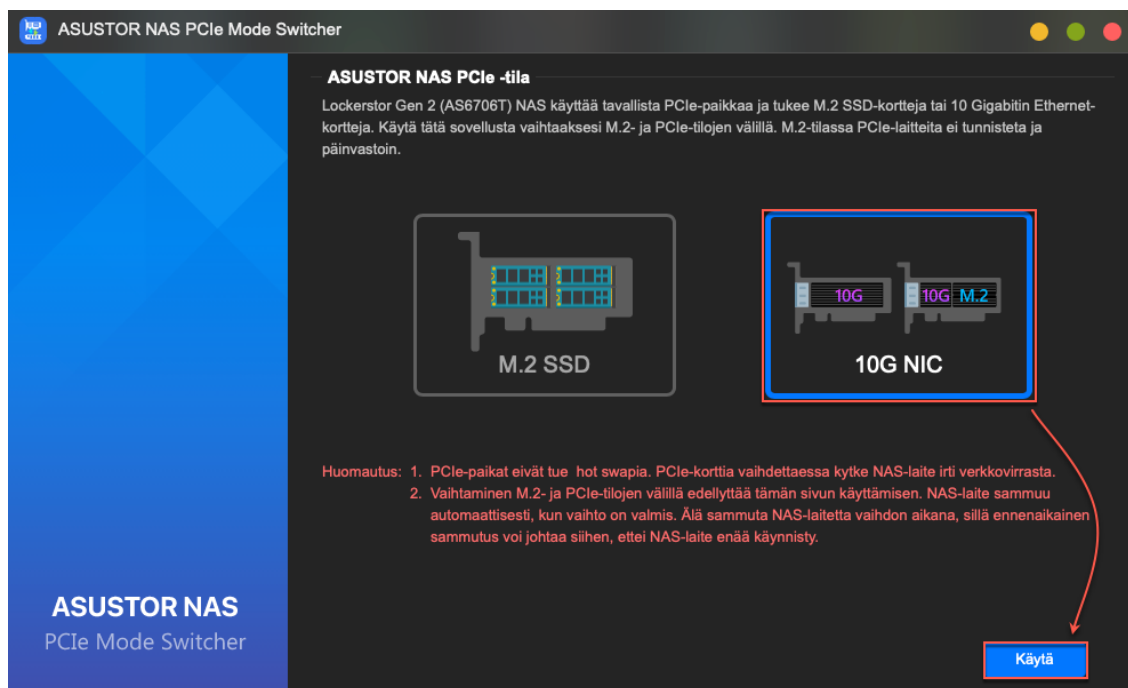 ASUSTOR NAS PCIe Mode Switcher
ASUSTOR NAS PCIe -tila
Lockerstor Gen 2 (AS6706T) NAS käyttää tavallista PCIe-paikkaa ja tukee M.2 SSD-kortteja tai 10 Gigabitin Ethernet-
kortteja. Käytä tätä sovellusta vaihtaaksesi M.2- ja PCIe-tilojen välillä. M.2-tilassa PCIe-laitteita ei tunnisteta ja
päinvastoin.
10G
10G M.2
M.2 SSD
10G NIC
Huomautus: 1. PCIe-paikat eivät tue hot swapia. PCIe-korttia vaihdettaessa kytke NAS-laite irti verkkovirrasta.
2. Vaihtaminen M.2- ja PCIe-tilojen välillä edellyttää tämän sivun käyttämisen. NAS-laite sammuu
automaattisesti, kun vaihto on valmis. Älä sammuta NAS-laitetta vaihdon aikana, sillä ennenaikainen
sammutus voi johtaa siihen, ettei NAS-laite enää käynnisty.
ASUSTOR NAS
PCIe Mode Switcher
Käytä